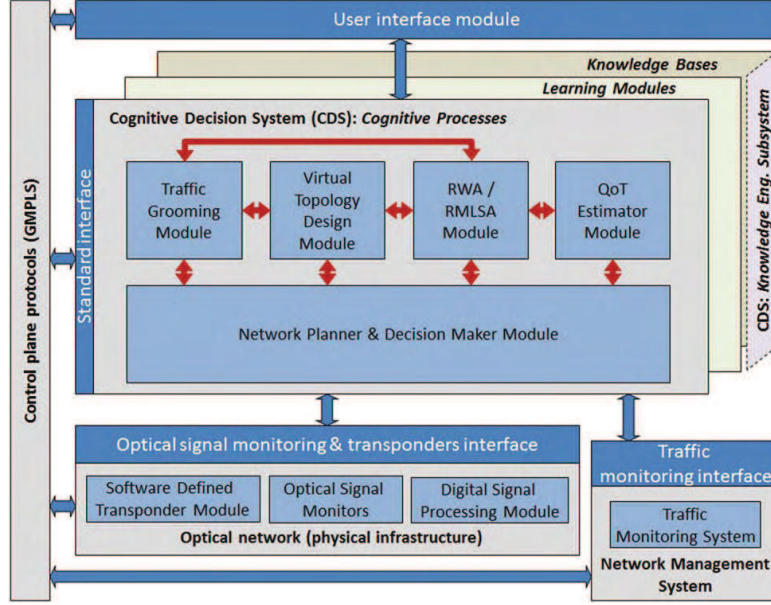 User interface module
Knowledge Bases
Learning Modules
Cognitive Decision System (CDS): Cognitive Processes
Traffic
Grooming
Module
Virtual
Topology
Design
Module
RWA /
RMLSA
Module
QoT
Estimator
Module
Network Planner & Decision Maker Module
Standard interface
Control plane protocols (GMPLS)
CDS: Knowledge Eng. Subsystem
Optical signal monitoring & transponders interface
Software Defined
Transponder Module
Optical Signal
Monitors
Digital Signal
Processing Module
Optical network (physical infrastructure)
Traffic
monitoring interface
Traffic
Monitoring System
Network Management
System